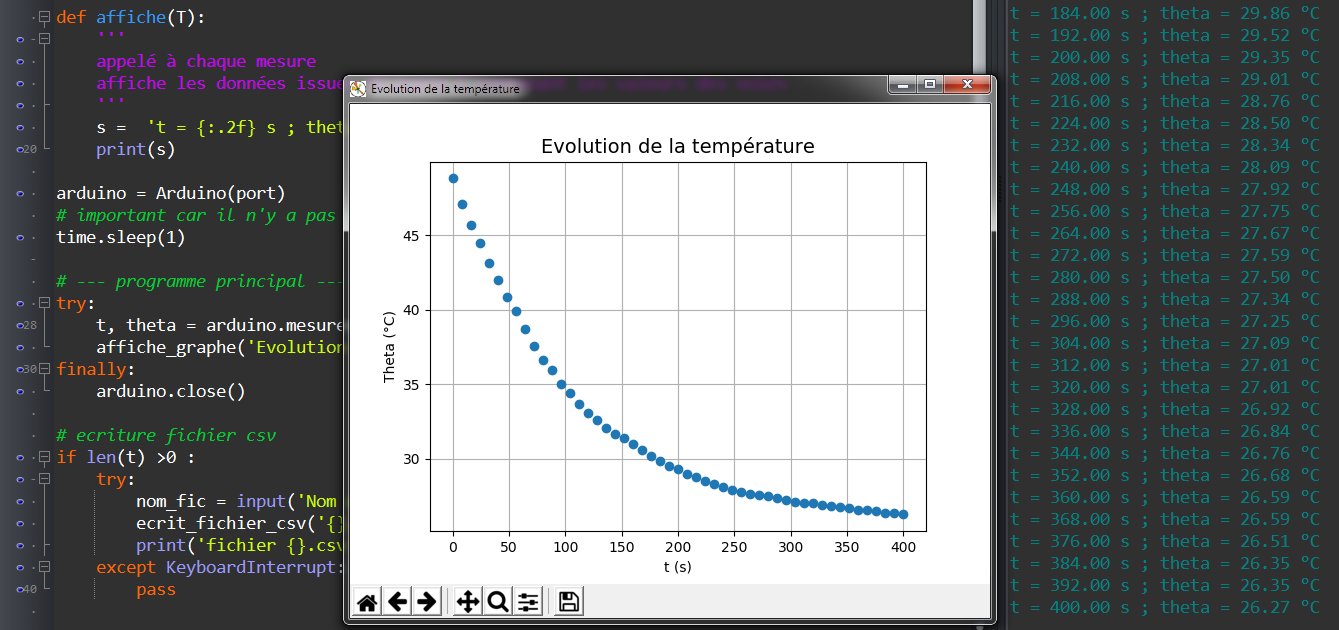 def affiche(T):
'''
appelé à chaque mesure
affiche les données issue
'''
s = 't = {:.2f} s ; thet
20
print(s)
arduino = Arduino(port)
# important car il n'y a pas
time.sleep(1)
# --- programme principal ---
try:
28
t, theta = arduino.mesure
affiche_graphe('Evolution
30
finally:
arduino.close()
# ecriture fichier csv
if len(t) >0 :
try:
nom_fic = input('Nom
ecrit_fichier_csv('{}
print('fichier {}.csv
except KeyboardInterrupt:
40
pass
Evolution de la température
Evolution de la température
Theta (°C)
45
40
35
30
0 50 100 150 200 250 300 350 400
t (s)
t = 184.00 s ; theta = 29.86 °C
t = 192.00 s ; theta = 29.52 °C
t = 200.00 s ; theta = 29.35 °C
t = 208.00 s ; theta = 29.01 °C
t = 216.00 s ; theta = 28.76 °C
t = 224.00 s ; theta = 28.50 °C
t = 232.00 s ; theta = 28.34 °C
t = 240.00 s ; theta = 28.09 °C
t = 248.00 s ; theta = 27.92 °C
t = 256.00 s ; theta = 27.75 °C
t = 264.00 s ; theta = 27.67 °C
t = 272.00 s ; theta = 27.59 °C
t = 280.00 s ; theta = 27.50 °C
t = 288.00 s ; theta = 27.34 °C
t = 296.00 s ; theta = 27.25 °C
t = 304.00 s ; theta = 27.09 °C
t = 312.00 s ; theta = 27.01 °C
t = 320.00 s ; theta = 27.01 °C
t = 328.00 s ; theta = 26.92 °C
t = 336.00 s ; theta = 26.84 °C
t = 344.00 s ; theta = 26.76 °C
t = 352.00 s ; theta = 26.68 °C
t = 360.00 s ; theta = 26.59 °C
t = 368.00 s ; theta = 26.59 °C
t = 376.00 s ; theta = 26.51 °C
t = 384.00 s ; theta = 26.35 °C
t = 392.00 s ; theta = 26.35 °C
t = 400.00 s ; theta = 26.27 °C